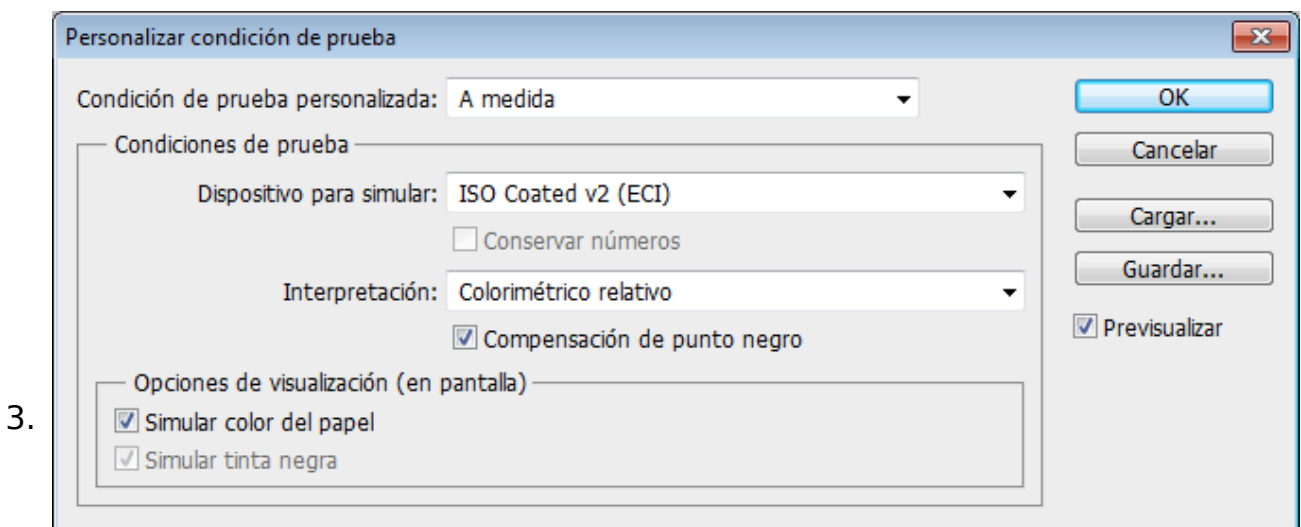 Personalizar condición de prueba
Condición de prueba personalizada: A medida
OK
Condiciones de prueba
Cancelar
Dispositivo para simular: ISO Coated v2 (ECI)
Cargar...
Conservar números
Guardar...
Interpretación: Colorimétrico relativo
Compensación de punto negro
Previsualizar
Opciones de visualización (en pantalla)
3.
Simular color del papel
Simular tinta negra